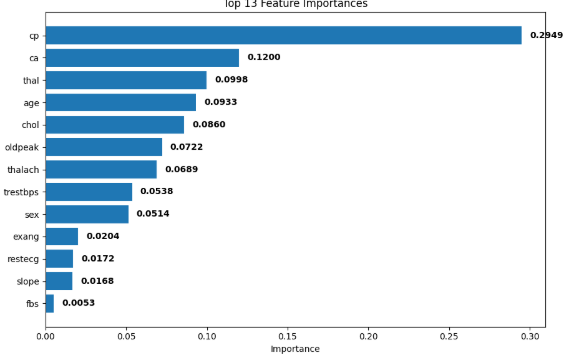 Top 13 Feature Importances
cp 0.2949
ca 0.1200
thal 0.0998
age 0.0933
chol 0.0860
oldpeak 0.0722
thalach 0.0689
trestbps 0.0538
sex 0.0514
exang 0.0204
restecg 0.0172
slope 0.0168
fbs 0.0053
0.00 0.05 0.10 0.15 0.20 0.25 0.30
Importance